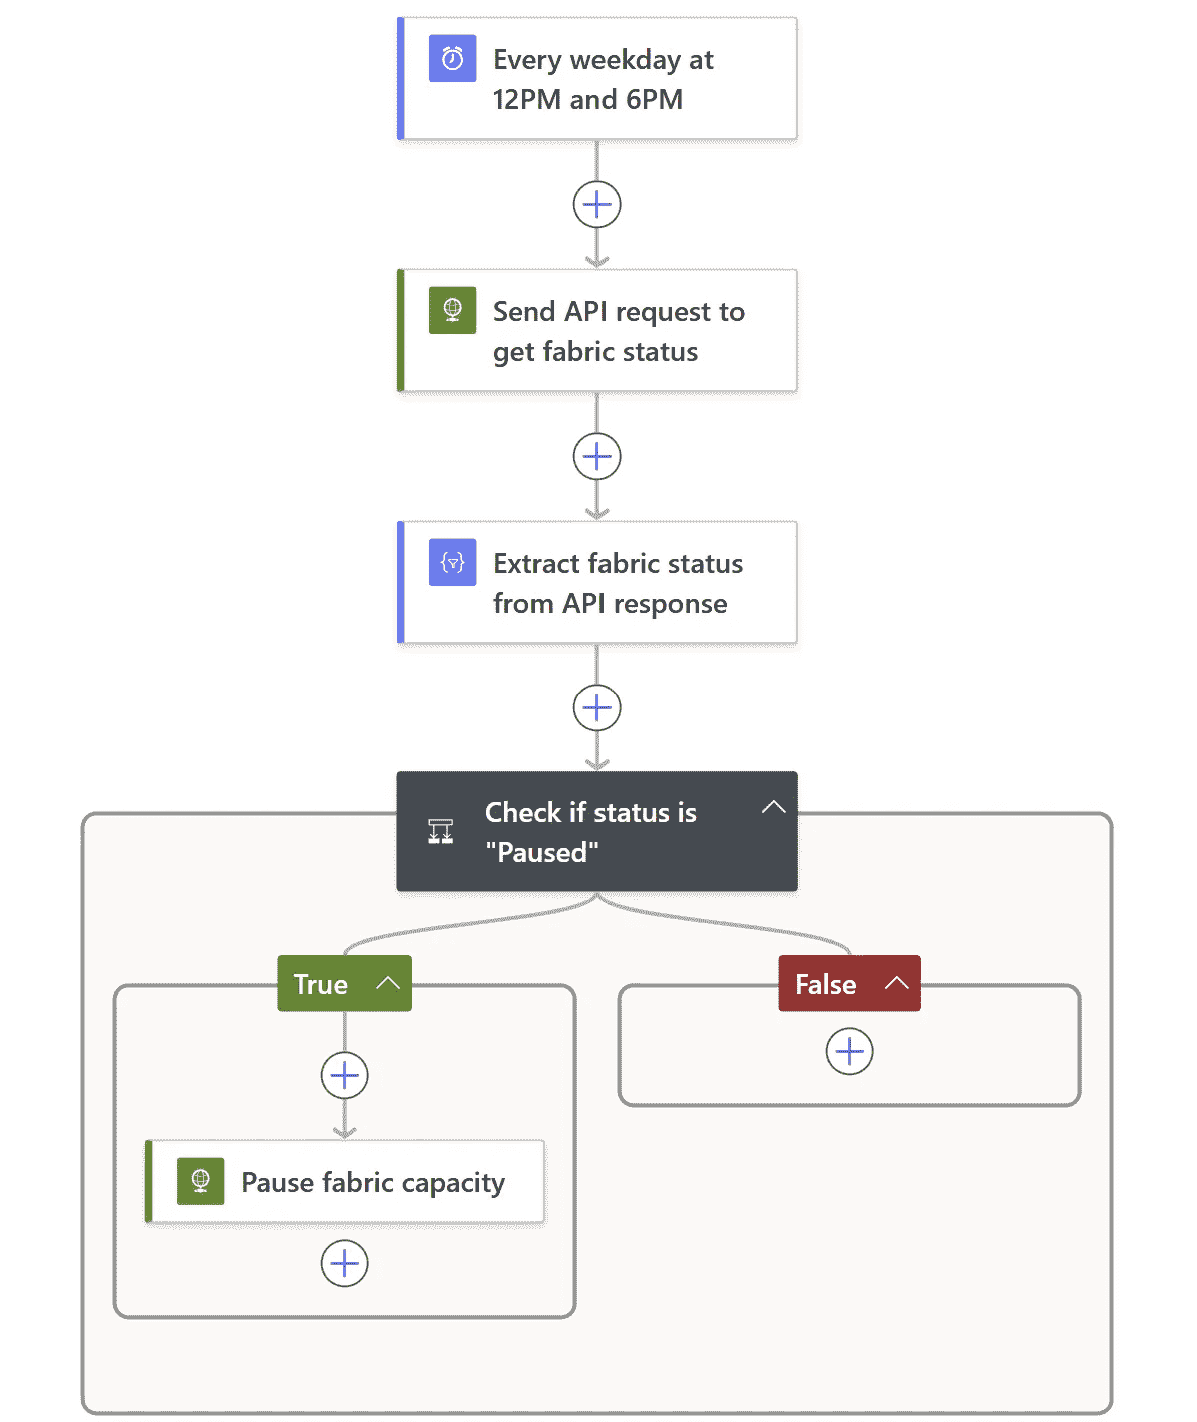 Every weekday at
12PM and 6PM
Send API request to
get fabric status
Extract fabric status
from API response
Check if status is
"Paused"
True
False
Pause fabric capacity